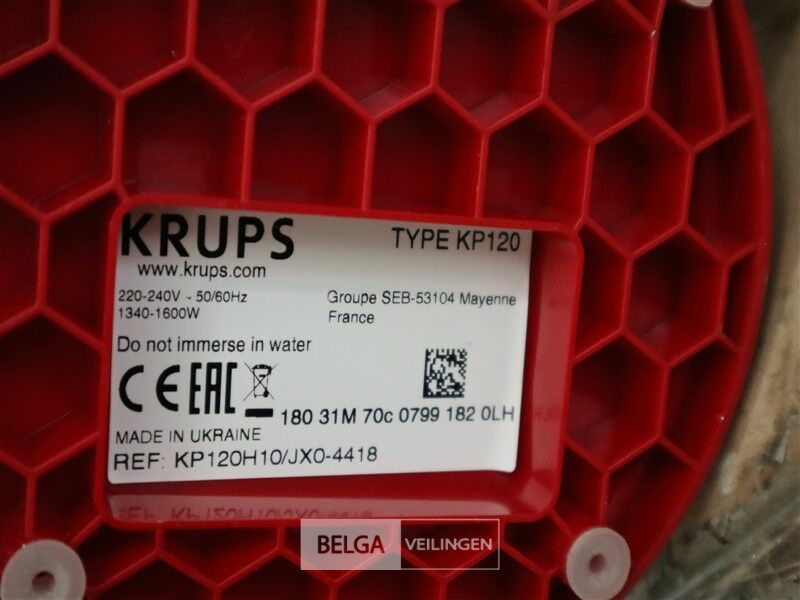 KRUPS
TYPE KP120
www.krups.com
220-240V ~ 50/60Hz
Groupe SEB-53104 Mayenne
1340-1600W
France
Do not immerse in water
CE EAC
180 31M 70c 0799 182 0LH
MADE IN UKRAINE
REF: KP120H10/JX0-4418
BELGA VEILINGEN